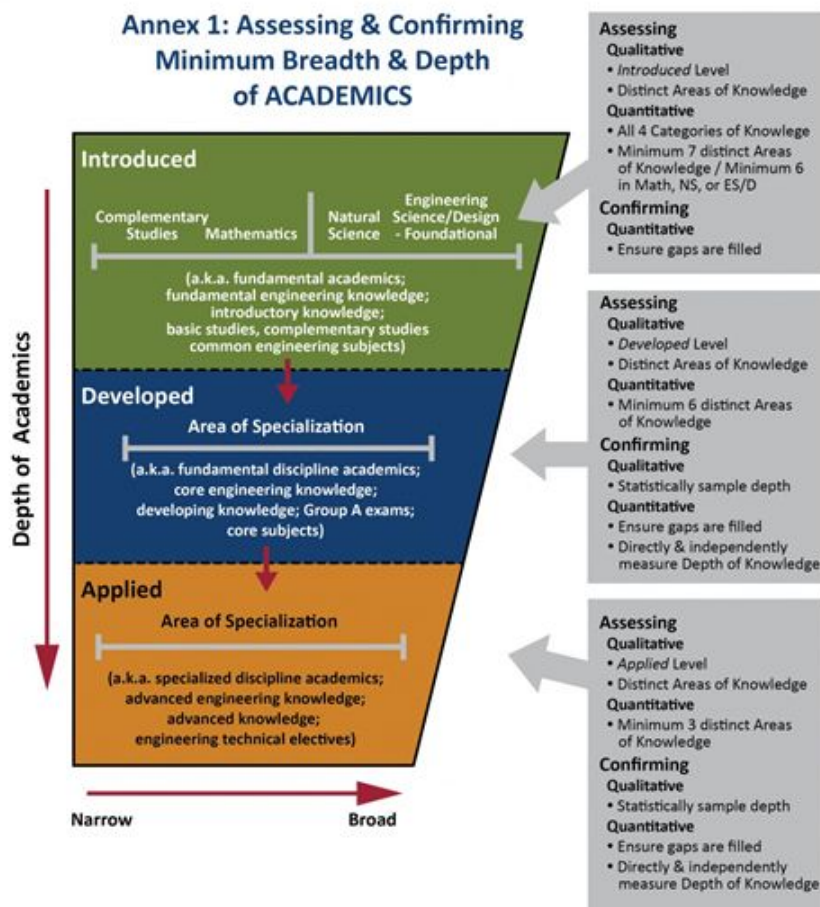 Annex 1: Assessing & Confirming
Minimum Breadth & Depth
of ACADEMICS
Depth of Academics
Introduced
Complementary
Studies
Mathematics
Natural
Science
Engineering
Science/Design
- Foundational
(a.k.a. fundamental academics;
fundamental engineering knowledge;
introductory knowledge;
basic studies, complementary studies
common engineering subjects)
Developed
Area of Specialization
(a.k.a. fundamental discipline academics;
core engineering knowledge;
developing knowledge; Group A exams;
core subjects)
Applied
Area of Specialization
(a.k.a. specialized discipline academics;
advanced engineering knowledge;
advanced knowledge;
engineering technical electives)
Narrow
Broad
Assessing
Qualitative
• Introduced Level
• Distinct Areas of Knowledge
Quantitative
• All 4 Categories of Knowlege
• Minimum 7 distinct Areas
of Knowledge / Minimum 6
in Math, NS, or ES/D
Confirming
Quantitative
• Ensure gaps are filled
Assessing
Qualitative
• Developed Level
• Distinct Areas of Knowledge
Quantitative
• Minimum 6 distinct Areas
of Knowledge
Confirming
Qualitative
• Statistically sample depth
Quantitative
• Ensure gaps are filled
• Directly & independently
measure Depth of Knowledge
Assessing
Qualitative
• Applied Level
• Distinct Areas of Knowledge
Quantitative
• Minimum 3 distinct Areas
of Knowledge
Confirming
Qualitative
• Statistically sample depth
Quantitative
• Ensure gaps are filled
• Directly & independently
measure Depth of Knowledge